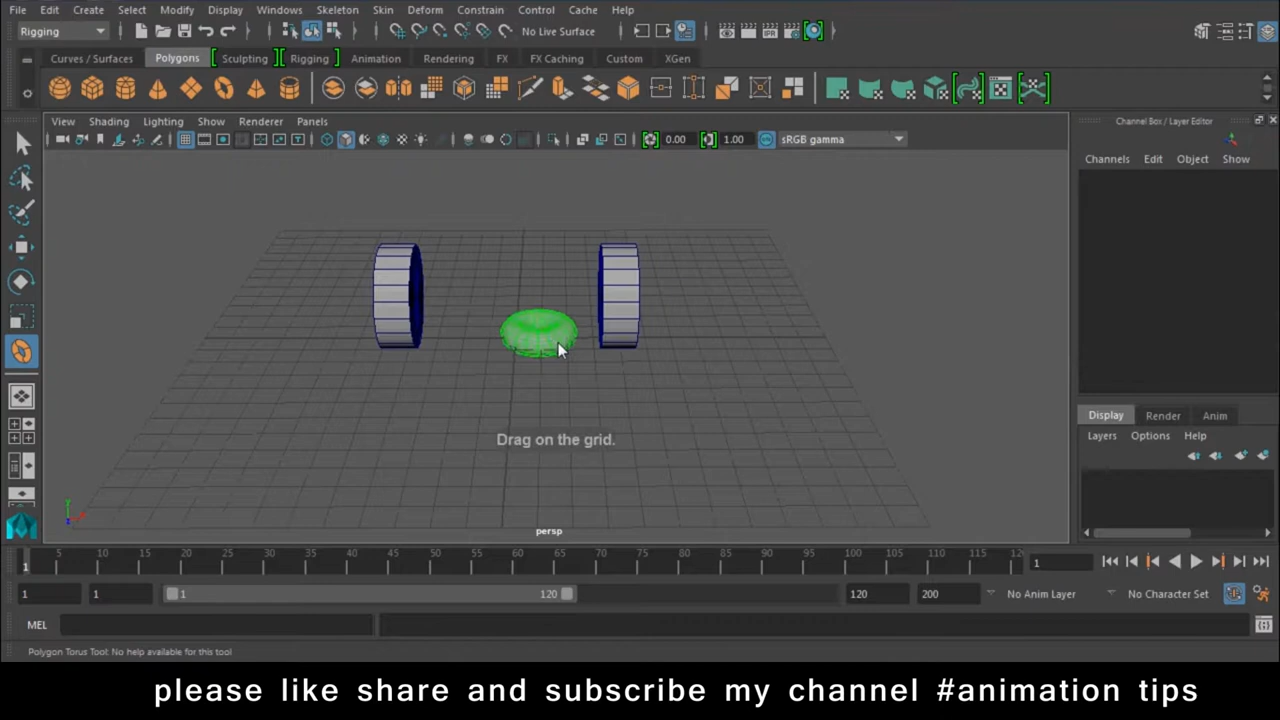 File Edit Create Select Modify Display Windows Skeleton Skin Deform Constrain Control Cache Help
Rigging No Live Surface
Curves / Surfaces Polygons Sculpting Rigging Animation Rendering FX FX Caching Custom XGen
View Shading Lighting Show Renderer Panels
0.00 1.00 sRGB gamma
Channel Box / Layer Editor
Channels Edit Object Show
Drag on the grid.
persp
Display Render Anim
Layers Options Help
5 10 15 20 25 30 35 40 45 50 55 60 65 70 75 80 85 90 95 100 105 110 115 12
1 1
1 1 1 120 120 200 No Anim Layer No Character Set
MEL
Polygon Torus Tool: No help available for this tool
please like share and subscribe my channel #animation tips